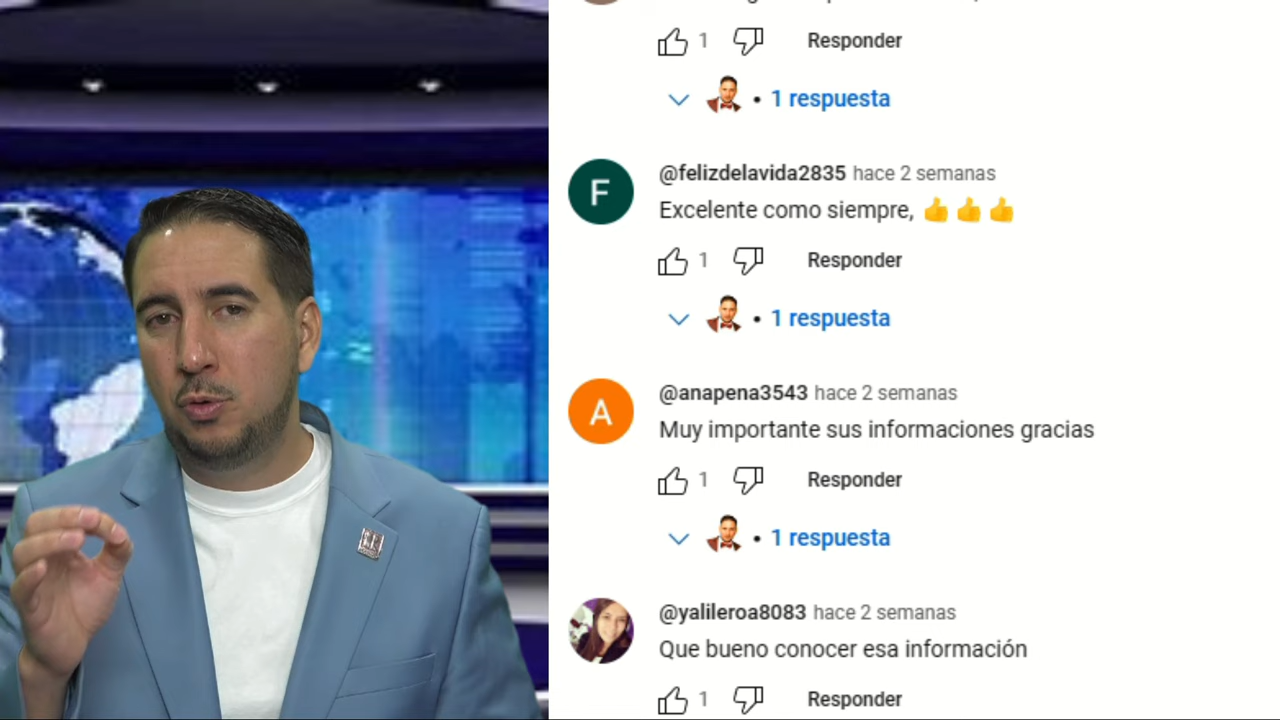 1 Responder
• 1 respuesta
F
@felizdelavida2835 hace 2 semanas
Excelente como siempre, 👍👍👍
1 Responder
• 1 respuesta
A
@anapena3543 hace 2 semanas
Muy importante sus informaciones gracias
1 Responder
• 1 respuesta
@yalileroa8083 hace 2 semanas
Que bueno conocer esa información
1 Responder